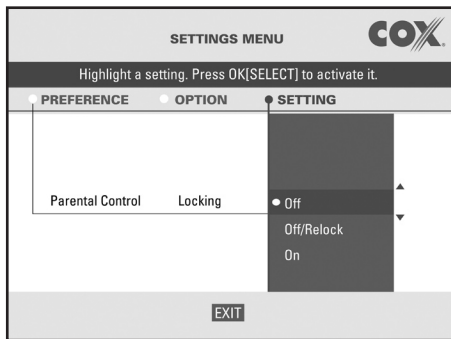 SETTINGS MENU
COX
Highlight a setting. Press OK[SELECT] to activate it.
PREFERENCE OPTION SETTING
Parental Control Locking Off
Off/Relock
On
EXIT